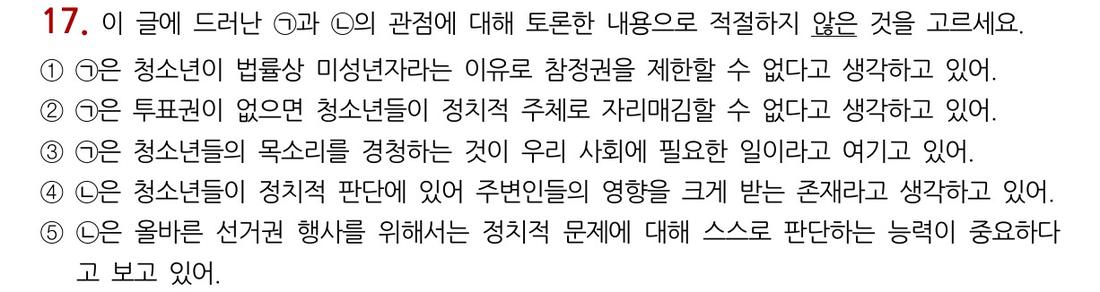 17. 이 글에 드러난 ㉠과 ㉡의 관점에 대해 토론한 내용으로 적절하지 않은 것을 고르세요.
① ㉠은 청소년이 법률상 미성년자라는 이유로 참정권을 제한할 수 없다고 생각하고 있어.
② ㉠은 투표권이 없으면 청소년들이 정치적 주체로 자리매김할 수 없다고 생각하고 있어.
③ ㉠은 청소년들의 목소리를 경청하는 것이 우리 사회에 필요한 일이라고 여기고 있어.
④ ㉡은 청소년들이 정치적 판단에 있어 주변인들의 영향을 크게 받는 존재라고 생각하고 있어.
⑤ ㉡은 올바른 선거권 행사를 위해서는 정치적 문제에 대해 스스로 판단하는 능력이 중요하다
고 보고 있어.